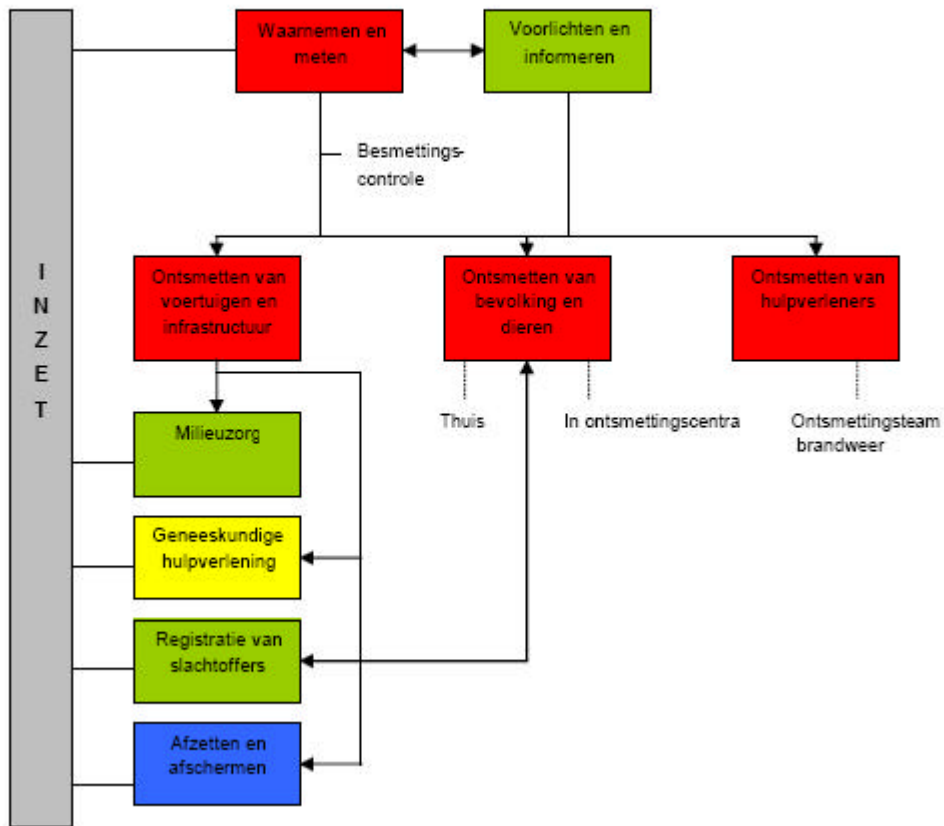 INZET
Waarnemen en
meten
Voorlichten en
informeren
Besmettings-
controle
Ontsmetten van
voertuigen en
infrastructuur
Ontsmetten van
bevolking en
dieren
Ontsmetten van
hulpverleners
Thuis
In ontsmettingscentra
Ontsmettingsteam
brandweer
Milieuzorg
Geneeskundige
hulpverlening
Registratie van
slachtoffers
Afzetten en
afschermen